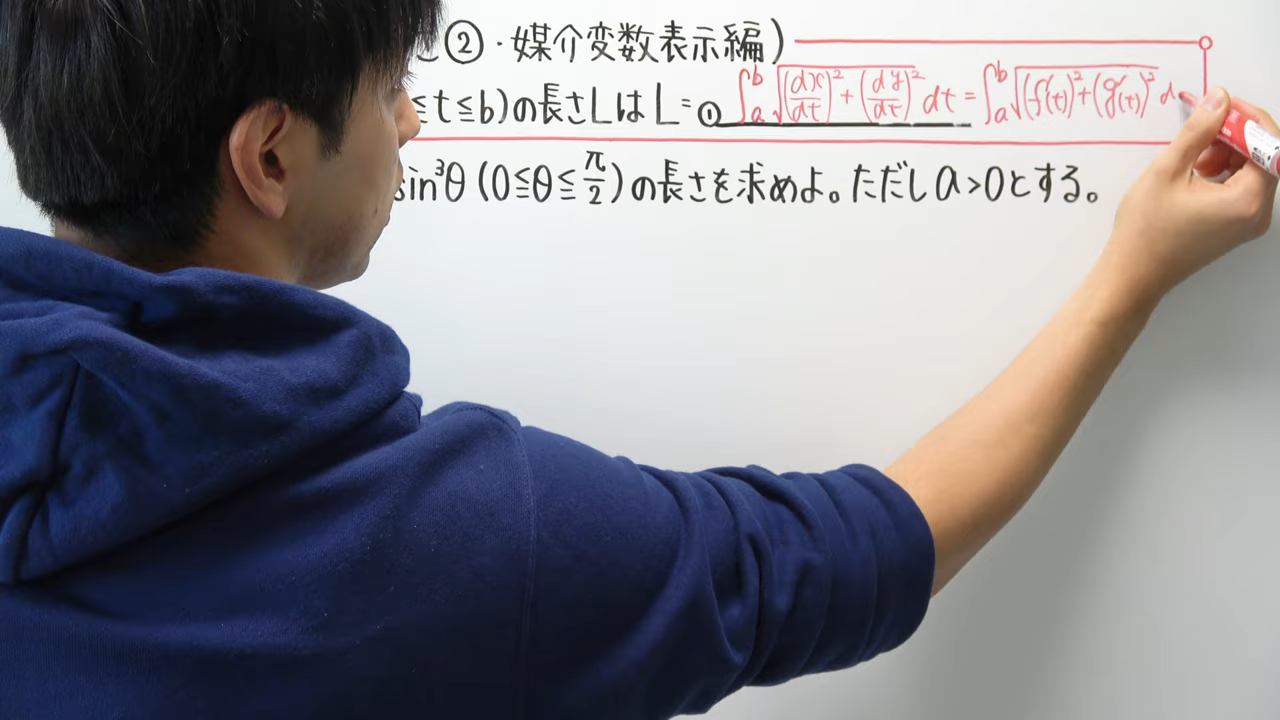 ②・媒介変数表示編)
≦t≦b)の長さLは L=① ∫_a^b √((dx/dt)²+(dy/dt)²) dt = ∫_a^b √((f'(t))²+(g'(t))²) d
sin³θ (0≦θ≦π/2)の長さを求めよ。ただしa>0とする。